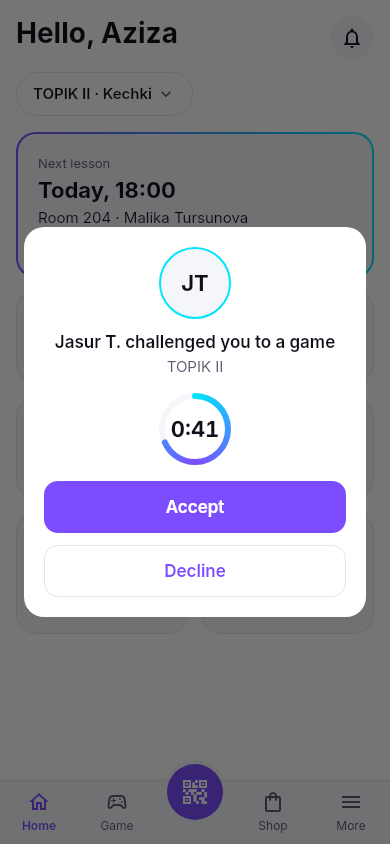 Hello, Aziza
TOPIK II · Kechki
Next lesson
Today, 18:00
Room 204 · Malika Tursunova
JT
Jasur T. challenged you to a game
TOPIK II
0:41
Accept
Decline
Home
Game
Shop
More